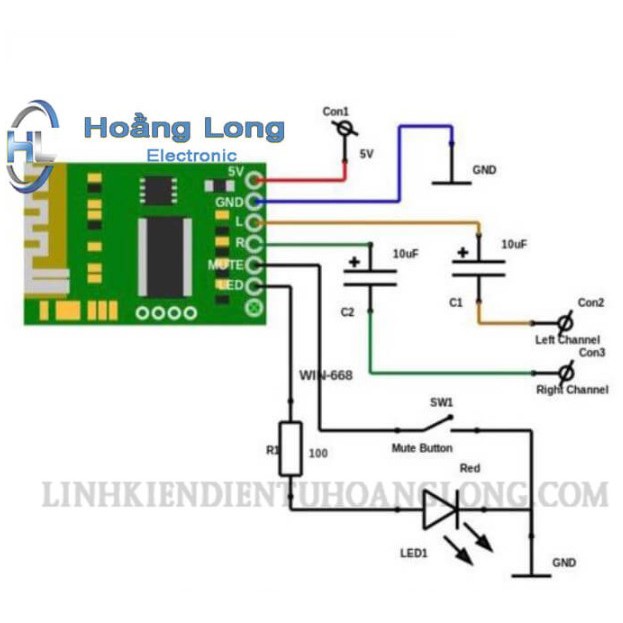 Hoằng Long
Electronic
HL
Con1
5V
5V
GND
GND
L
R
MUTE
LED
10uF
10uF
C2
C1
Con2
Left Channel
Con3
Right Channel
WIN-668
SW1
Mute Button
R1
100
Red
LINHKIENDIENTUHOANGLONG.COM
LED1
GND